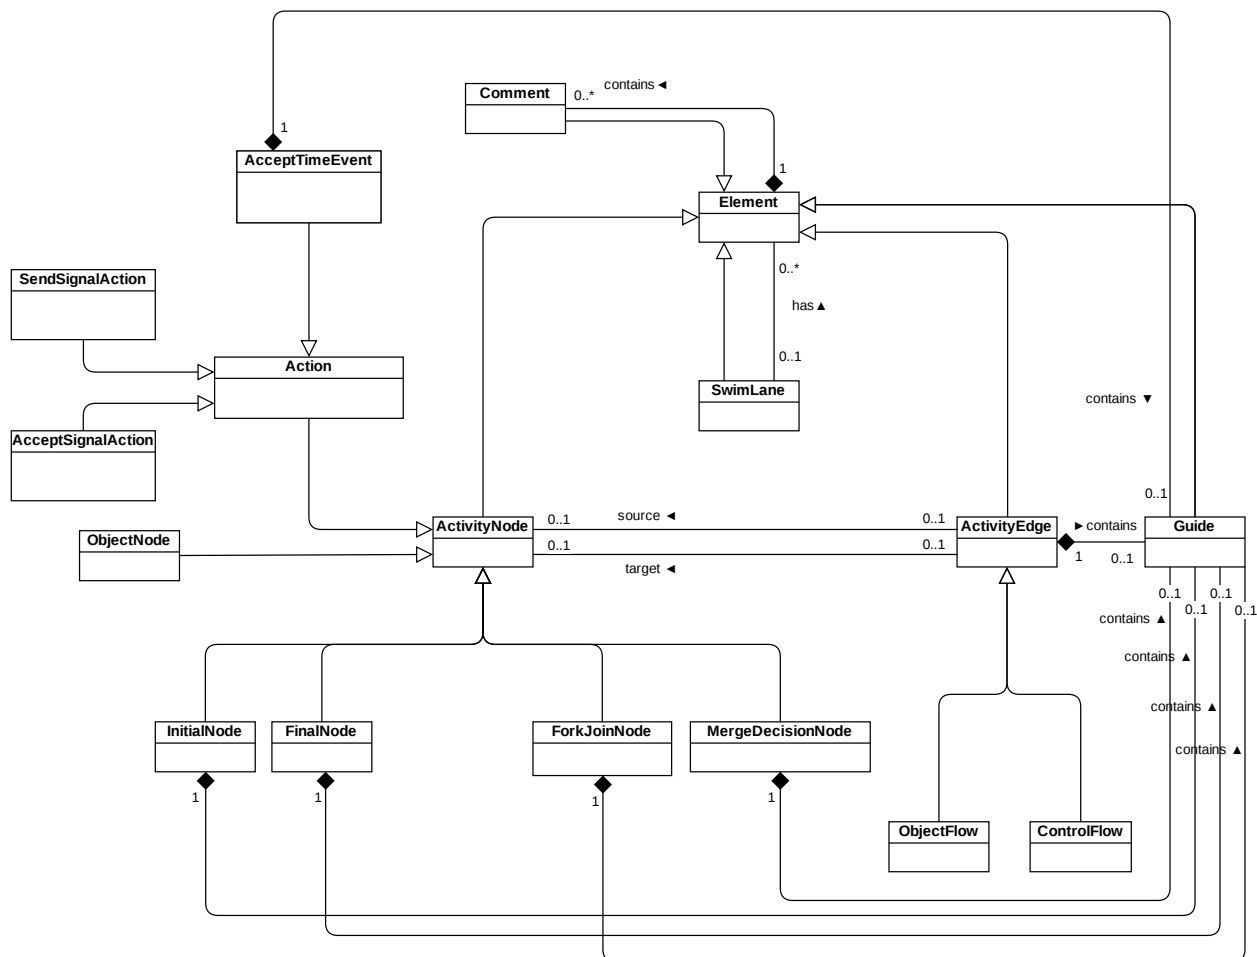 contains ◄
Comment
0..*
1
AcceptTimeEvent
1
Element
0..*
has ▲
0..1
SendSignalAction
Action
SwimLane
contains ▼
AcceptSignalAction
0..1
ActivityNode
0..1
source ◄
0..1
ActivityEdge
► contains
Guide
ObjectNode
0..1
0..1
1
0..1
target ◄
0..1
0..1
0..1
0..1
contains ▲
contains ▲
contains ▲
InitialNode
FinalNode
ForkJoinNode
MergeDecisionNode
contains ▲
1
1
1
1
ObjectFlow
ControlFlow